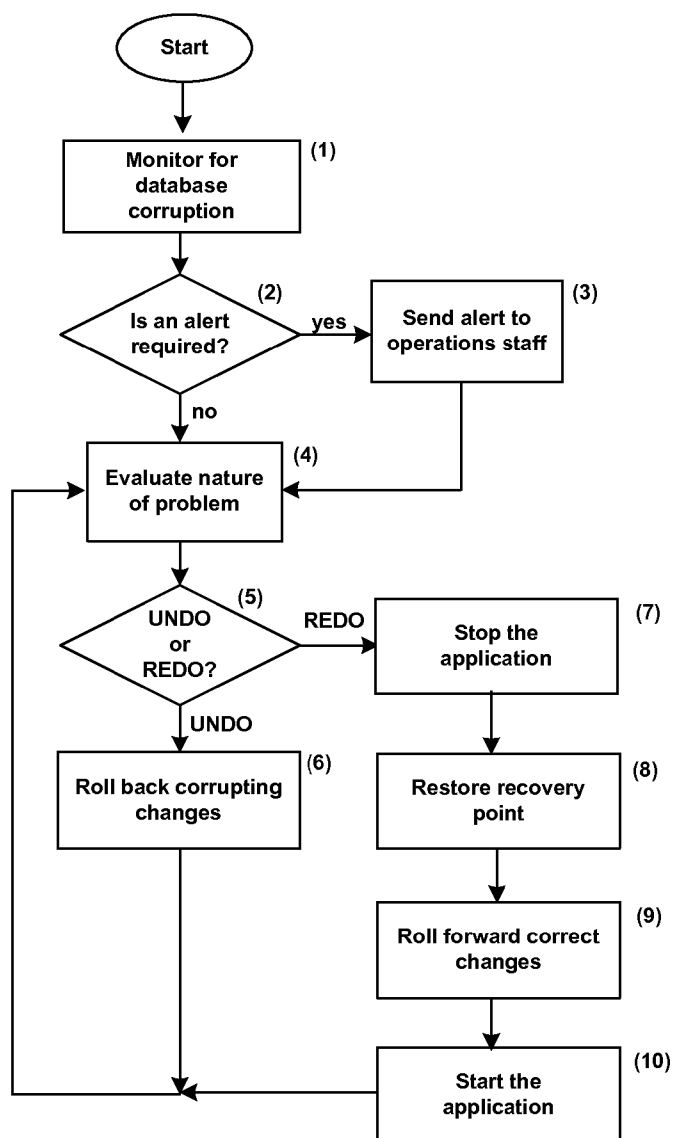 Start
(1)
Monitor for
database
corruption
(2)
Is an alert
required?
yes
(3)
Send alert to
operations staff
no
(4)
Evaluate nature
of problem
(5)
UNDO
or
REDO?
REDO
(7)
Stop the
application
UNDO
(6)
Roll back corrupting
changes
(8)
Restore recovery
point
(9)
Roll forward correct
changes
(10)
Start the
application